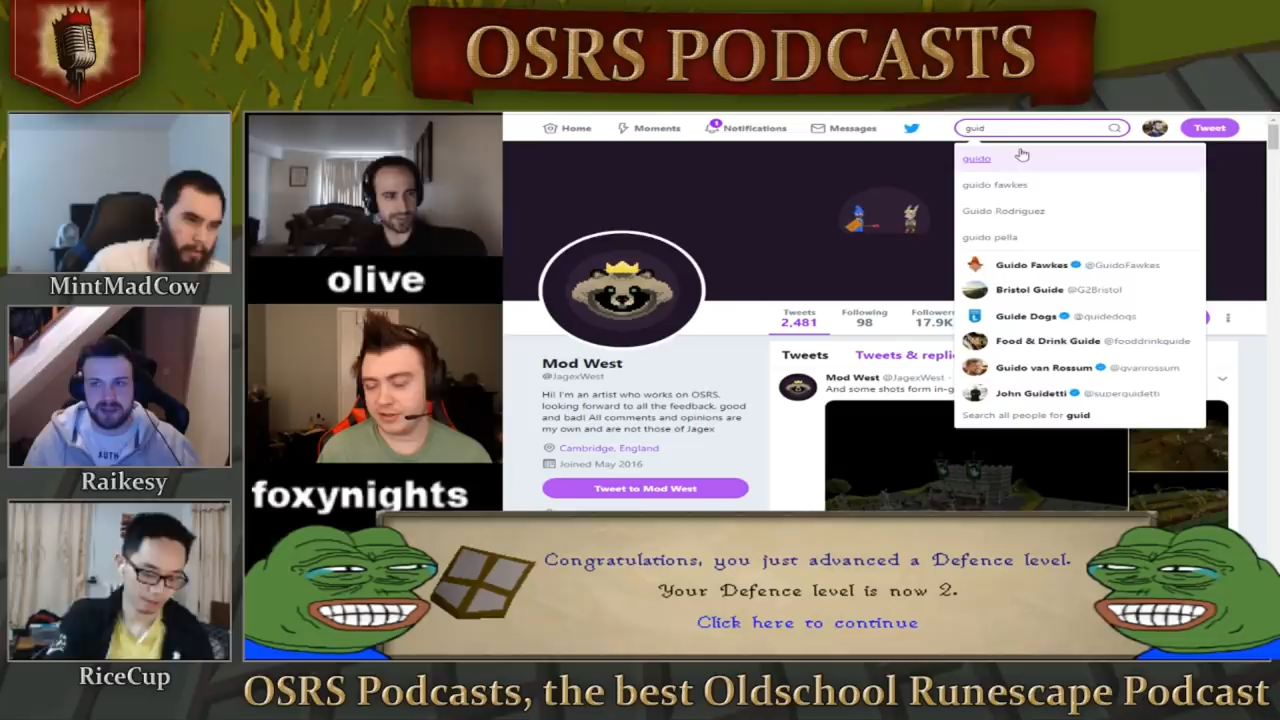 OSRS PODCASTS
MintMadCow
Raikesy
RiceCup
olive
foxynights
Home
Moments
1
Notifications
Messages
guid
Tweet
guido
guido fawkes
Guido Rodriguez
guido pella
Guido Fawkes @GuidoFawkes
Bristol Guide @G2Bristol
Guide Dogs @guidedogs
Food & Drink Guide @fooddrinkguide
Guido van Rossum @gvanrossum
John Guidetti @superguidetti
Search all people for guid
Tweets
2,481
Following
98
Followers
17.9K
Mod West
@JagexWest
Hi! I'm an artist who works on OSRS,
looking forward to all the feedback, good
and bad! All comments and opinions are
my own and are not those of Jagex
Cambridge, England
Joined May 2016
Tweet to Mod West
Tweets
Tweets & repli
Mod West @JagexWest ·
And some shots form in-g
AUTH
Congratulations, you just advanced a Defence level.
Your Defence level is now 2.
Click here to continue
OSRS Podcasts, the best Oldschool Runescape Podcast